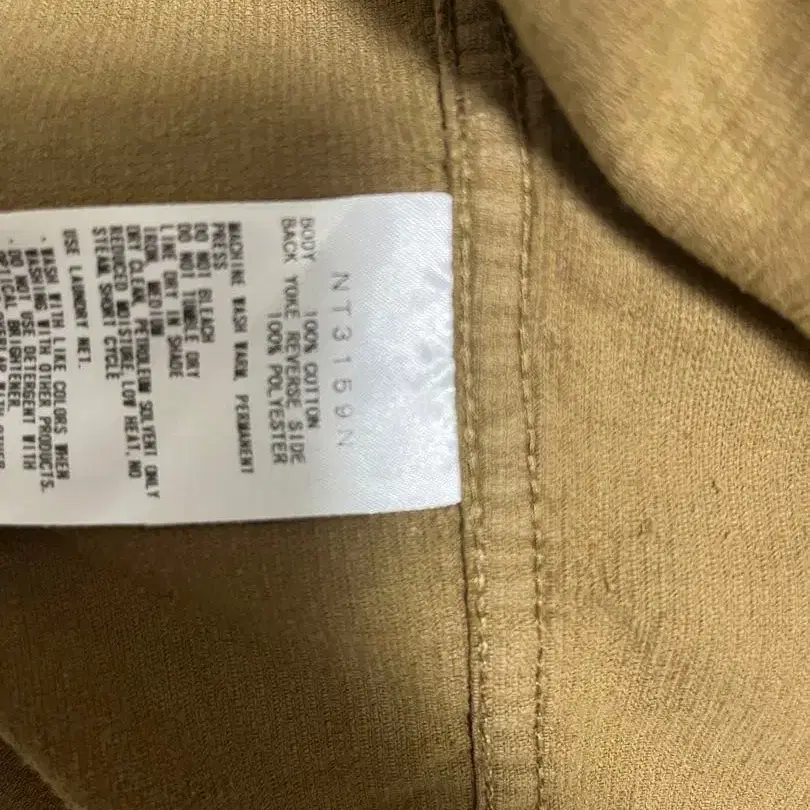 NT3159N
BODY 100% COTTON
BACK YOKE REVERSE SIDE
100% POLYESTER
MACHINE WASH WARM, PERMANENT
PRESS
DO NOT BLEACH
DO NOT TUMBLE DRY
LINE DRY IN SHADE
IRON, MEDIUM
DRY CLEAN, PETROLEUM SOLVENT ONLY
REDUCED MOISTURE, LOW HEAT, NO
STEAM, SHORT CYCLE
USE LAUNDRY NET.
・WASH WITH LIKE COLORS WHEN
WASHING WITH OTHER PRODUCTS.
・DO NOT USE DETERGENT WITH
OPTICAL BRIGHTENER